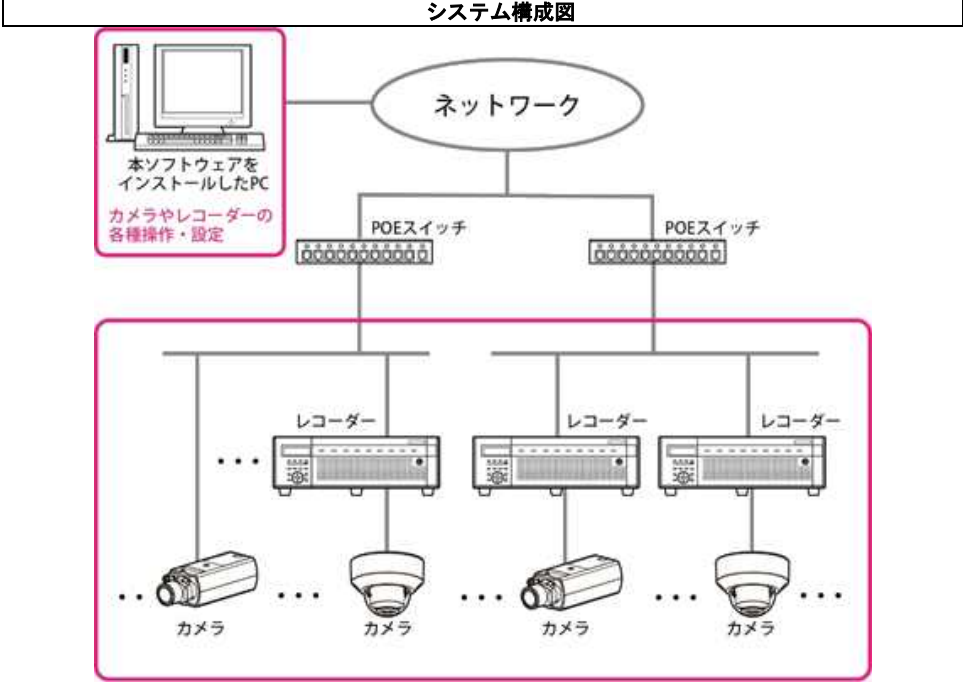 システム構成図
ネットワーク
本ソフトウェアを
インストールしたPC
カメラやレコーダーの
各種操作・設定
POEスイッチ
POEスイッチ
レコーダー
レコーダー
レコーダー
カメラ
カメラ
カメラ
カメラ